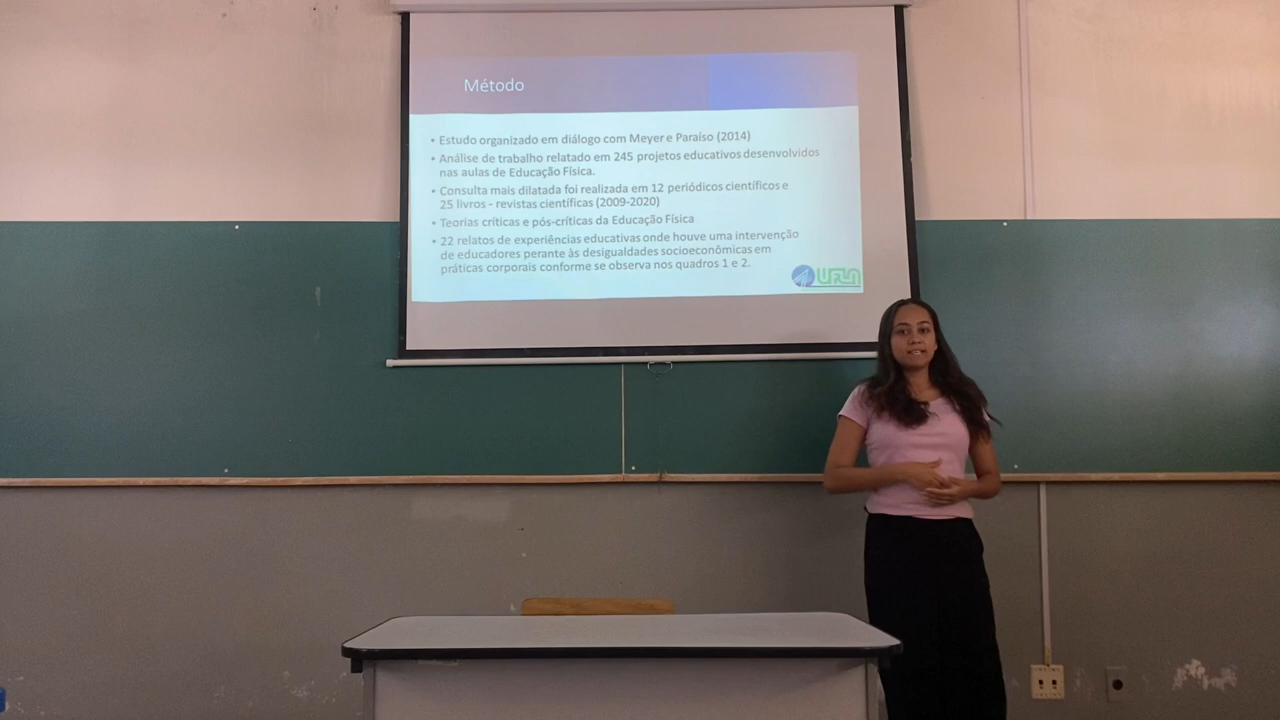 Método
• Estudo organizado em diálogo com Meyer e Paraíso (2014)
• Análise de trabalho relatado em 245 projetos educativos desenvolvidos
nas aulas de Educação Física.
• Consulta mais dilatada foi realizada em 12 periódicos científicos e
25 livros - revistas científicas (2009-2020)
• Teorias críticas e pós-críticas da Educação Física
• 22 relatos de experiências educativas onde houve uma intervenção
de educadores perante às desigualdades socioeconômicas em
práticas corporais conforme se observa nos quadros 1 e 2.
UFLA